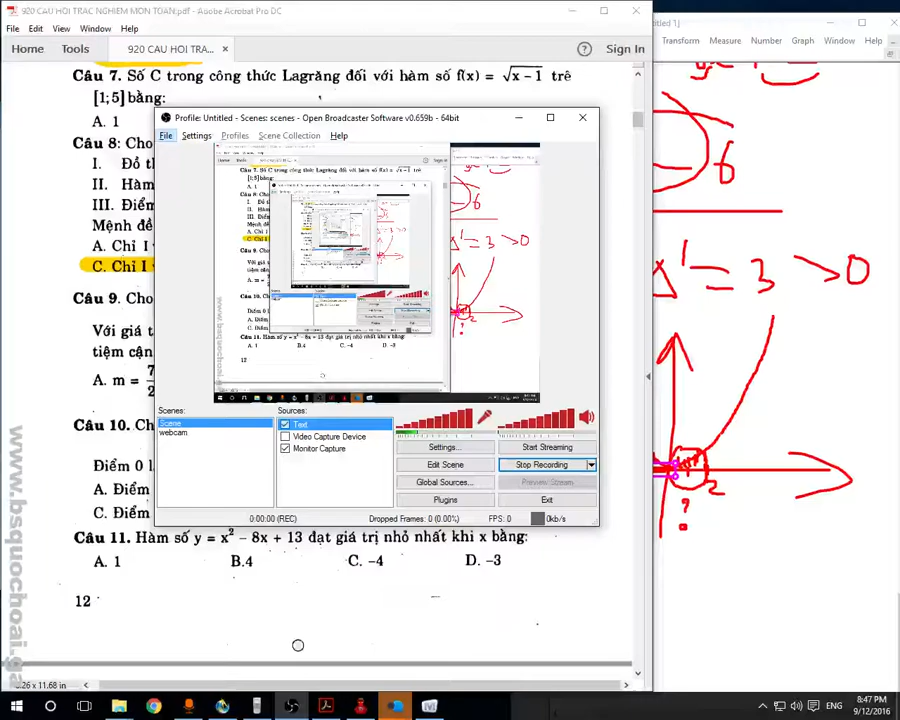 920 CAU HOI TRAC NGHIEM MON TOAN.pdf - Adobe Acrobat Pro DC
File Edit View Window Help
Home Tools 920 CAU HOI TRA... × Sign In
Transform Measure Number Graph Window Help
Câu 7. Số C trong công thức Lagrăng đối với hàm số f(x) = √x – 1 trê
[1;5] bằng:
A. 1
Câu 8: Cho
I. Đồ th
II. Hàm
III. Điểm
Mệnh đề
A. Chỉ I
C. Chỉ I v
Câu 9. Cho
Với giá t
tiệm cận
A. m = 7/2
Câu 10. Ch
Điểm 0 l
A. Điểm
C. Điểm
Câu 11. Hàm số y = x² – 8x + 13 đạt giá trị nhỏ nhất khi x bằng:
A. 1 B.4 C. –4 D. –3
12
8.26 x 11.68 in
www.bsquochoai.ga
Profile: Untitled - Scenes: scenes - Open Broadcaster Software v0.659b - 64bit
File Settings Profiles Scene Collection Help
Scenes: Sources:
Scene
webcam
Text
Video Capture Device
Monitor Capture
Settings... Start Streaming
Edit Scene Stop Recording
Global Sources... Preview Stream
Plugins Exit
0:00:00 (REC) Dropped Frames: 0 (0.00%) FPS: 0 0kb/s
6
Δ' = 3 > 0
2
?
ENG
8:47 PM
9/12/2016